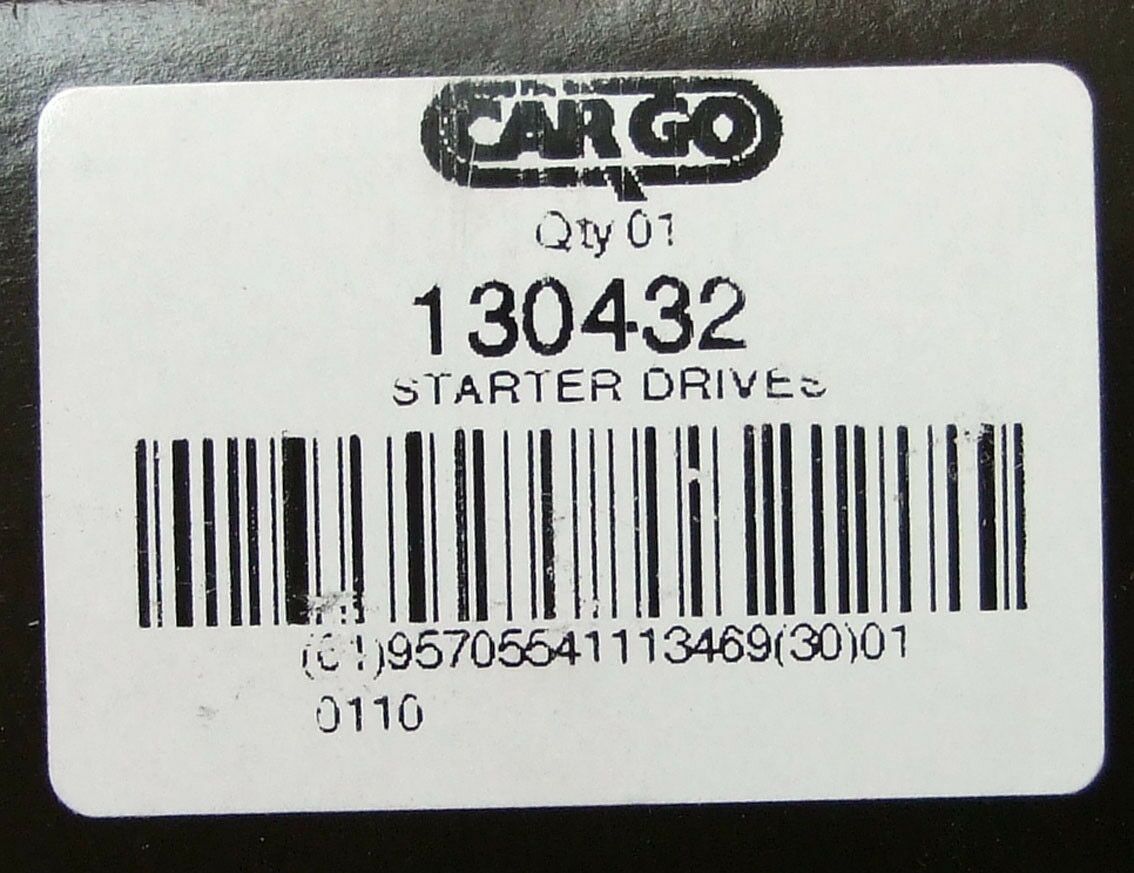 CARGO
Qty 01
130432
STARTER DRIVES
(01)95705541113469(30)01
0110